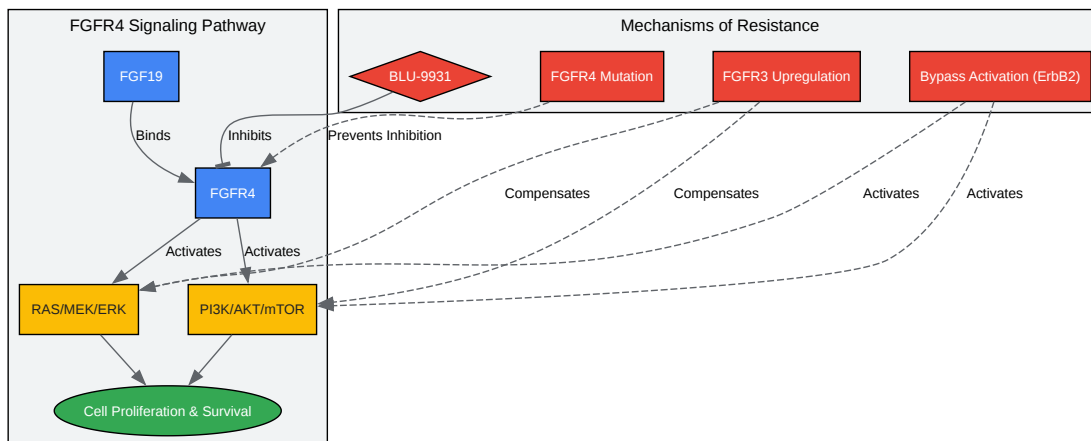 FGFR4 Signaling Pathway
Mechanisms of Resistance
FGF19
BLU-9931
FGFR4 Mutation
FGFR3 Upregulation
Bypass Activation (ErbB2)
Binds
Inhibits
Prevents Inhibition
FGFR4
Compensates
Compensates
Activates
Activates
Activates
Activates
RAS/MEK/ERK
PI3K/AKT/mTOR
Cell Proliferation & Survival